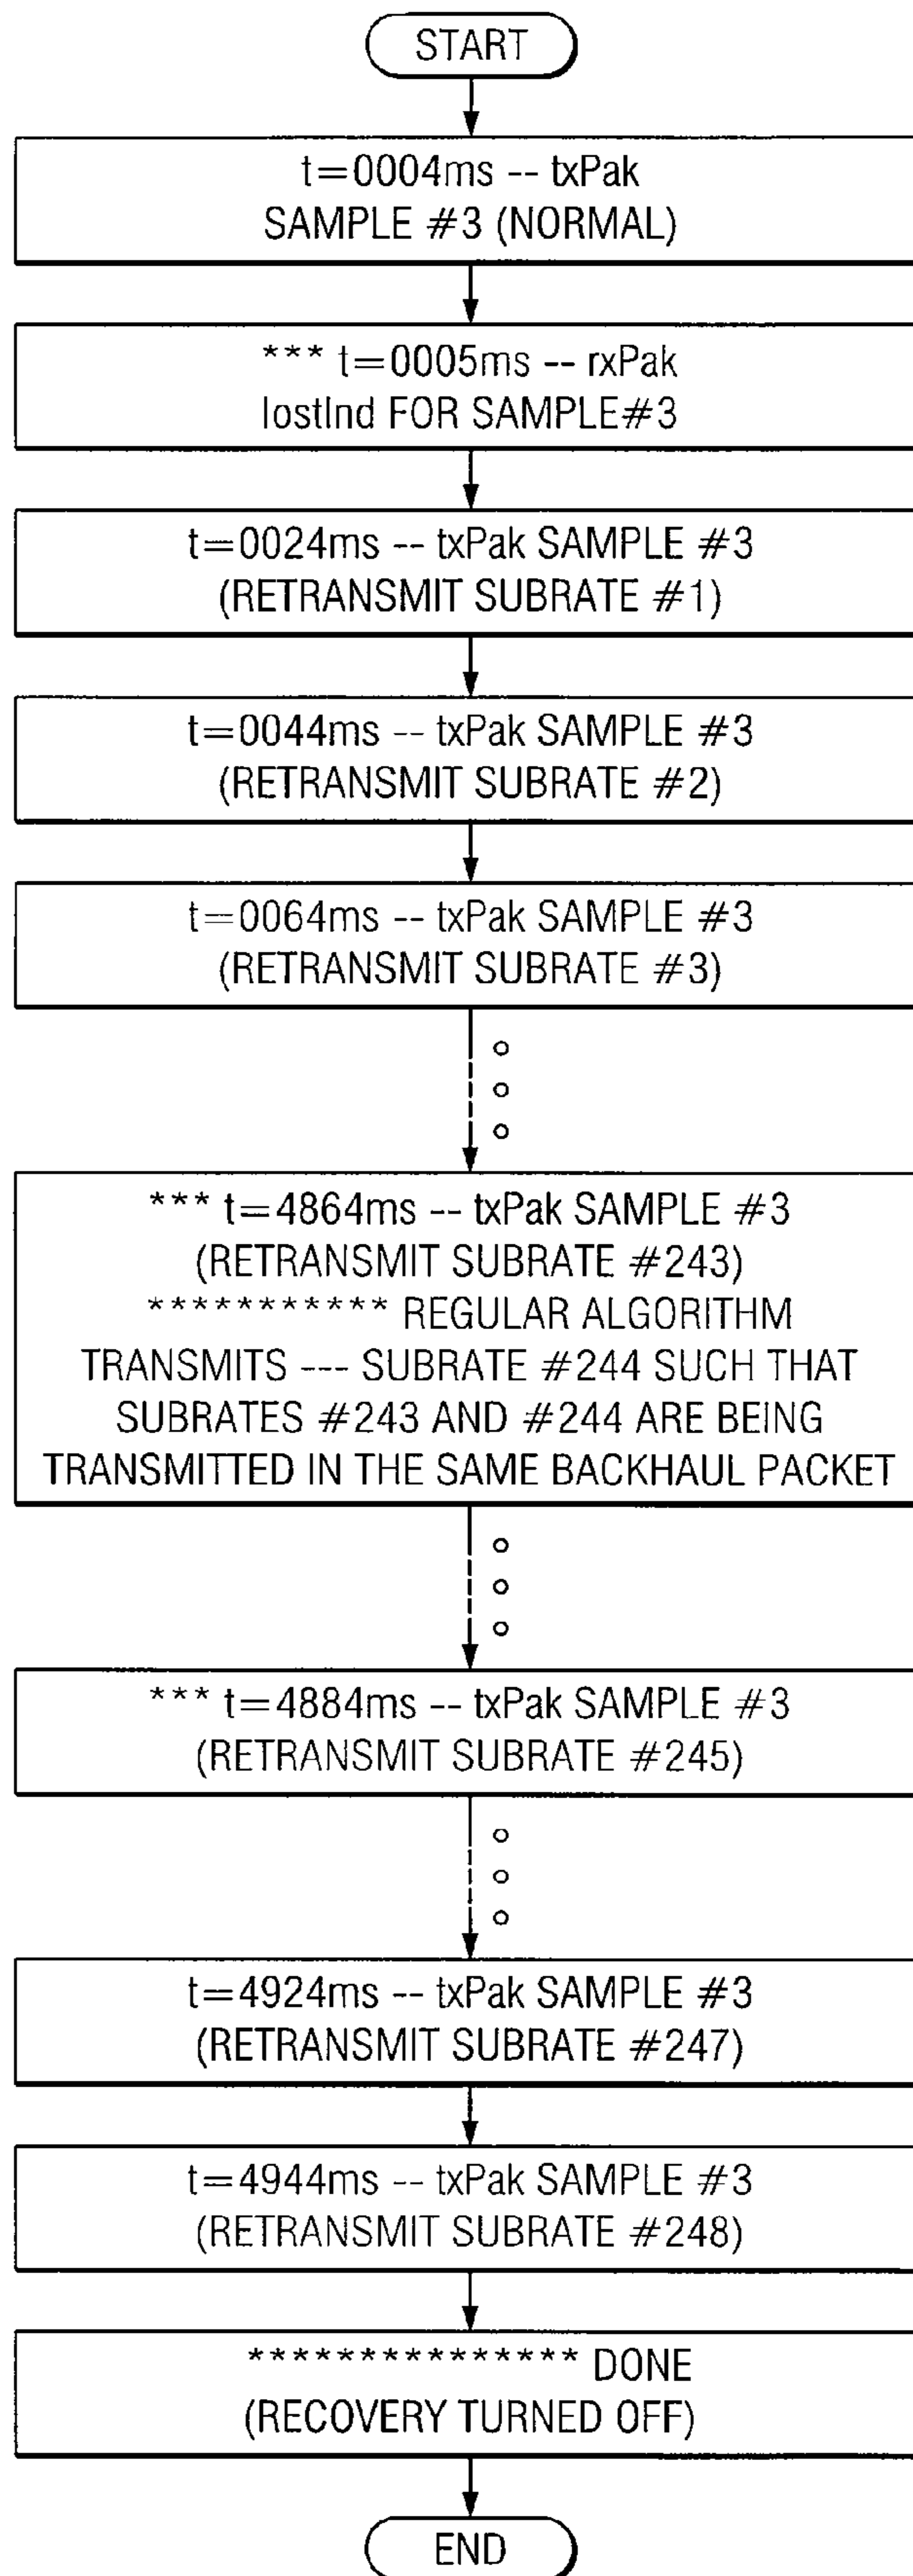 START
t=0004ms -- txPak
SAMPLE #3 (NORMAL)
*** t=0005ms -- rxPak
lostInd FOR SAMPLE#3
t=0024ms -- txPak SAMPLE #3
(RETRANSMIT SUBRATE #1)
t=0044ms -- txPak SAMPLE #3
(RETRANSMIT SUBRATE #2)
t=0064ms -- txPak SAMPLE #3
(RETRANSMIT SUBRATE #3)
*** t=4864ms -- txPak SAMPLE #3
(RETRANSMIT SUBRATE #243)
*********** REGULAR ALGORITHM
TRANSMITS --- SUBRATE #244 SUCH THAT
SUBRATES #243 AND #244 ARE BEING
TRANSMITTED IN THE SAME BACKHAUL PACKET
*** t=4884ms -- txPak SAMPLE #3
(RETRANSMIT SUBRATE #245)
t=4924ms -- txPak SAMPLE #3
(RETRANSMIT SUBRATE #247)
t=4944ms -- txPak SAMPLE #3
(RETRANSMIT SUBRATE #248)
*************** DONE
(RECOVERY TURNED OFF)
END